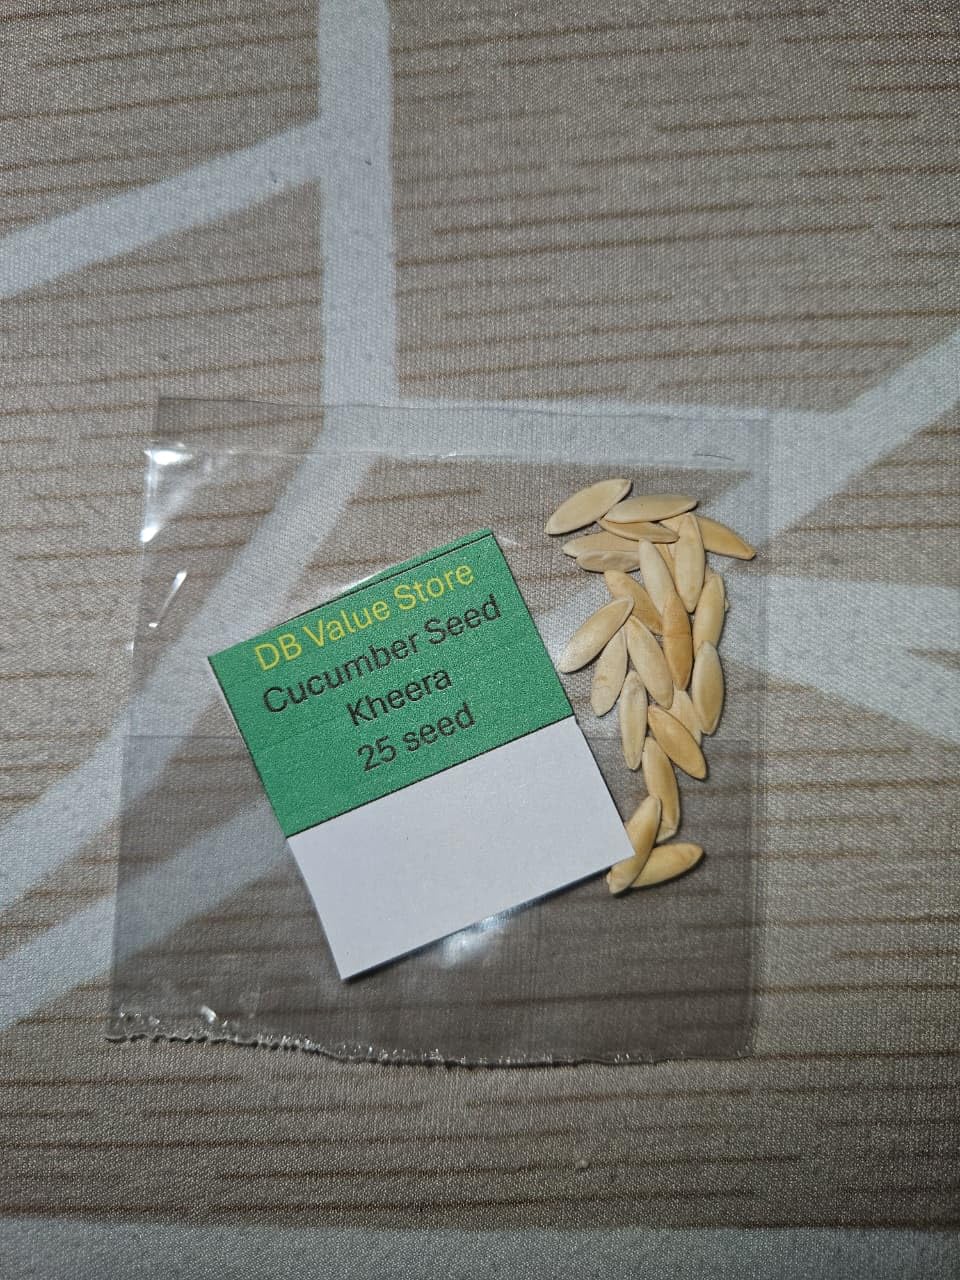 DB Value Store
Cucumber Seed
Kheera
25 seed